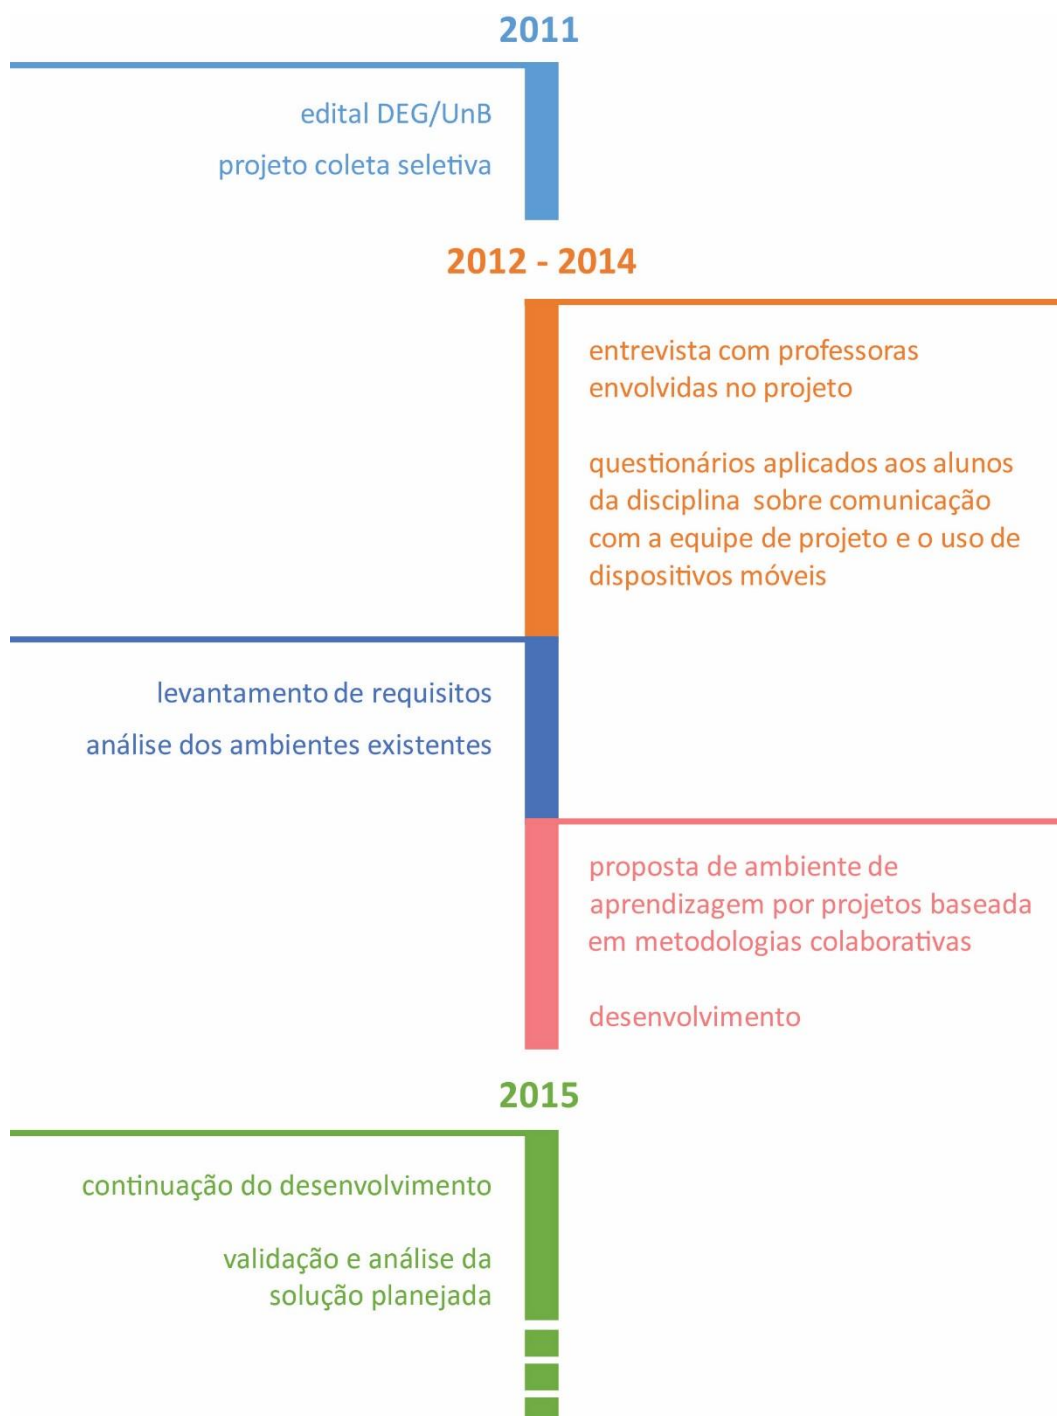 2011
edital DEG/UnB
projeto coleta seletiva
2012 - 2014
entrevista com professoras
envolvidas no projeto
questionários aplicados aos alunos
da disciplina sobre comunicação
com a equipe de projeto e o uso de
dispositivos móveis
levantamento de requisitos
análise dos ambientes existentes
proposta de ambiente de
aprendizagem por projetos baseada
em metodologias colaborativas
desenvolvimento
2015
continuação do desenvolvimento
validação e análise da
solução planejada